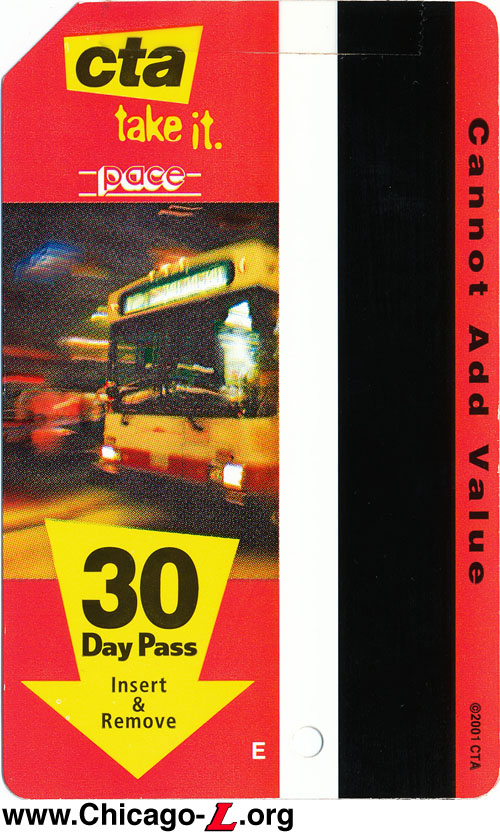 cta
take it.
pace
Cannot Add Value
30
Day Pass
Insert
&
Remove
E
©2001 CTA
www.Chicago-L.org